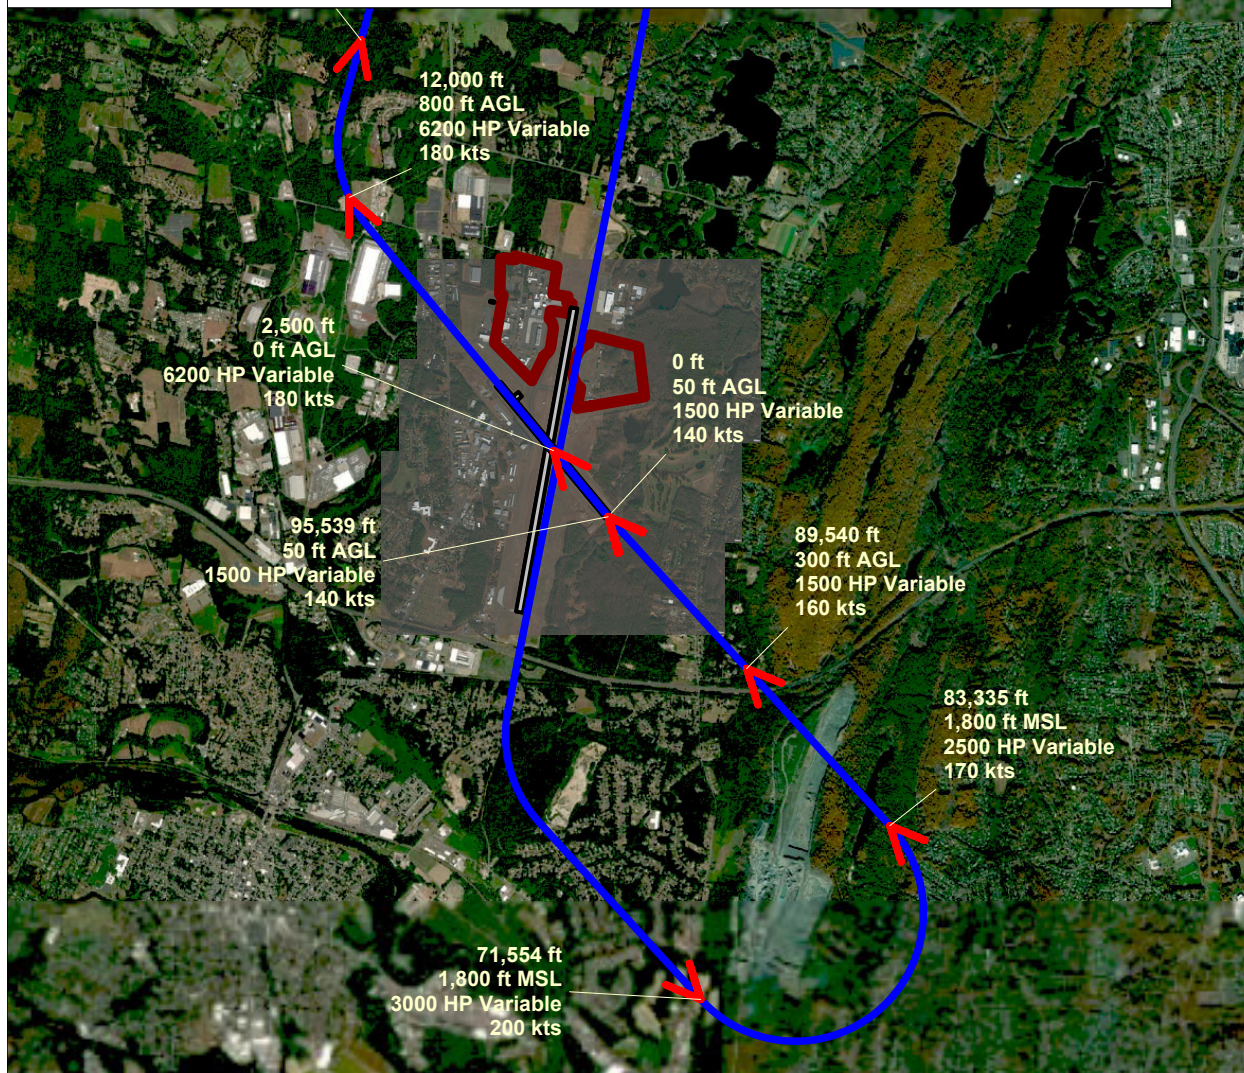 12,000 ft
800 ft AGL
6200 HP Variable
180 kts
2,500 ft
0 ft AGL
6200 HP Variable
180 kts
0 ft
50 ft AGL
1500 HP Variable
140 kts
95,539 ft
50 ft AGL
1500 HP Variable
140 kts
89,540 ft
300 ft AGL
1500 HP Variable
160 kts
83,335 ft
1,800 ft MSL
2500 HP Variable
170 kts
71,554 ft
1,800 ft MSL
3000 HP Variable
200 kts